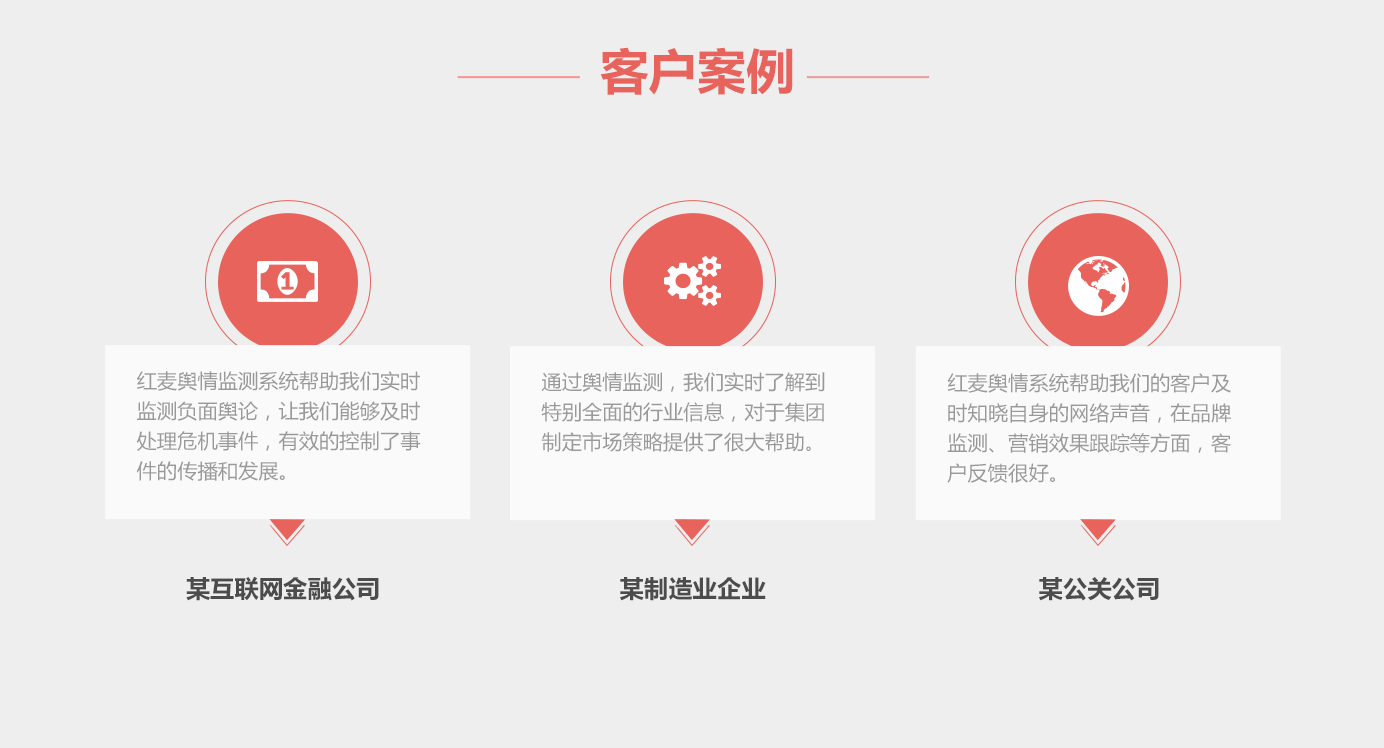 客户案例
1
红麦舆情监测系统帮助我们实时
监测负面舆论，让我们能够及时
处理危机事件，有效的控制了事
件的传播和发展。
某互联网金融公司
通过舆情监测，我们实时了解到
特别全面的行业信息，对于集团
制定市场策略提供了很大帮助。
某制造业企业
红麦舆情系统帮助我们的客户及
时知晓自身的网络声音，在品牌
监测、营销效果跟踪等方面，客
户反馈很好。
某公关公司